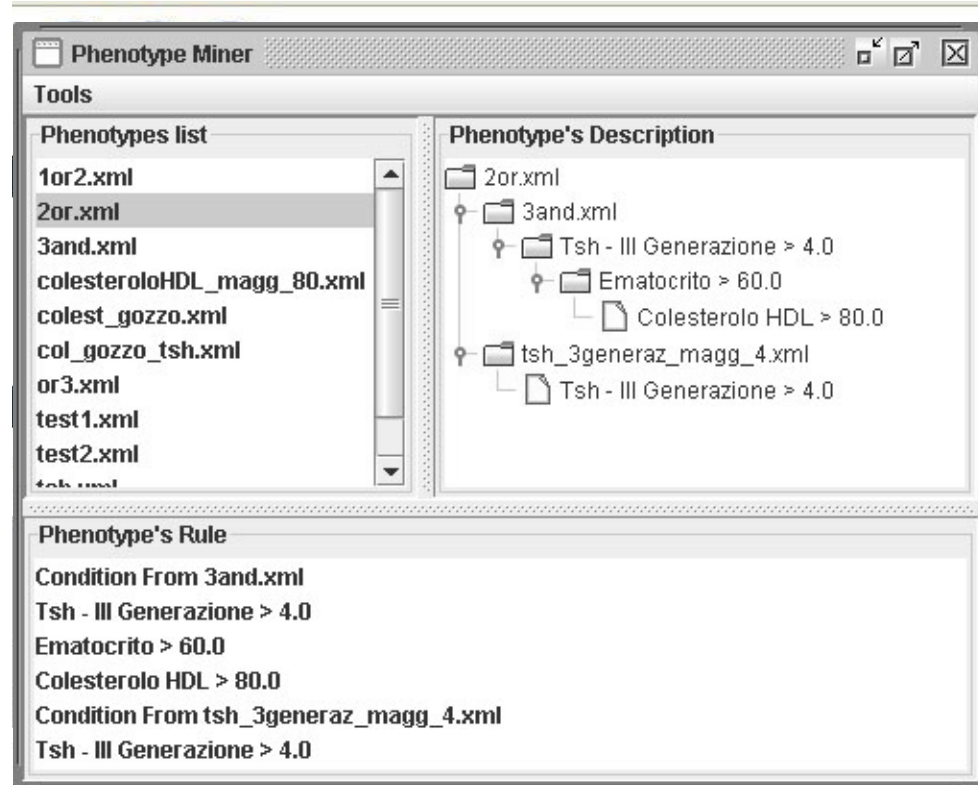 Phenotype Miner
Tools
Phenotypes list
1or2.xml
2or.xml
3and.xml
colesteroloHDL_magg_80.xml
colest_gozzo.xml
col_gozzo_tsh.xml
or3.xml
test1.xml
test2.xml
Phenotype's Description
2or.xml
3and.xml
Tsh - III Generazione > 4.0
Ematocrito > 60.0
Colesterolo HDL > 80.0
tsh_3generaz_magg_4.xml
Tsh - III Generazione > 4.0
Phenotype's Rule
Condition From 3and.xml
Tsh - III Generazione > 4.0
Ematocrito > 60.0
Colesterolo HDL > 80.0
Condition From tsh_3generaz_magg_4.xml
Tsh - III Generazione > 4.0